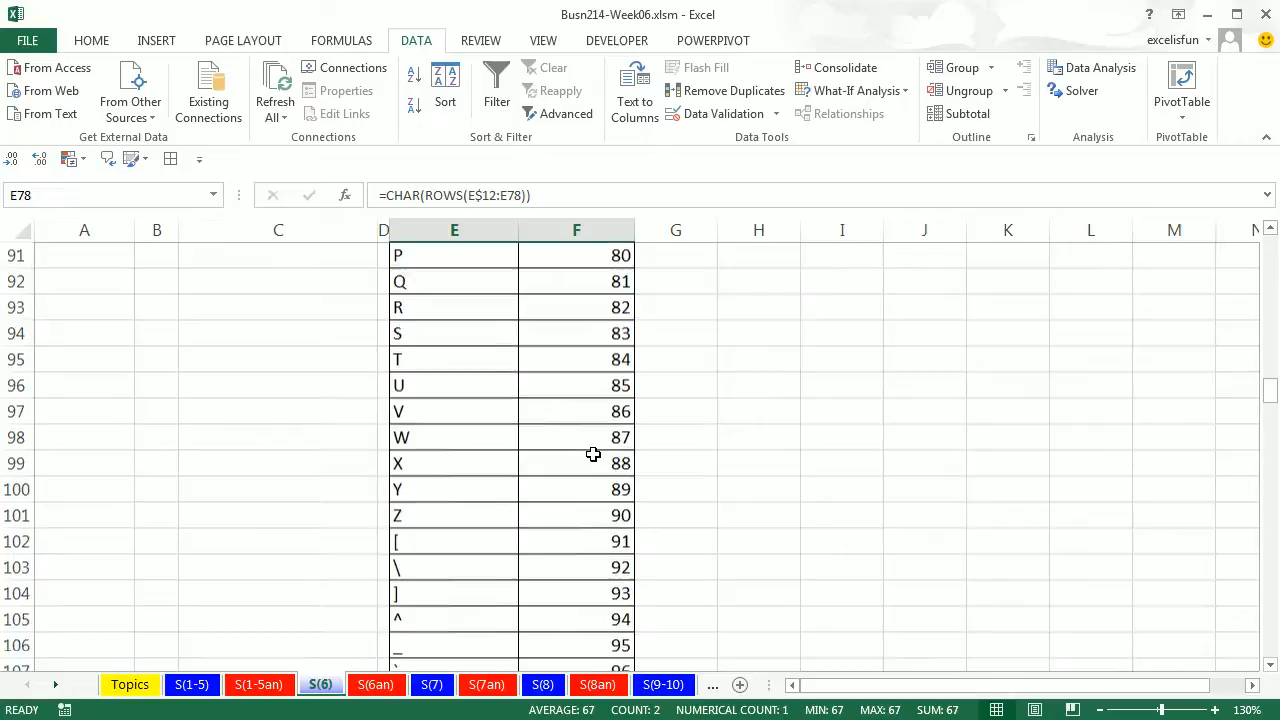 Busn214-Week06.xlsm - Excel
FILE HOME INSERT PAGE LAYOUT FORMULAS DATA REVIEW VIEW DEVELOPER POWERPIVOT excelisfun
From Access
From Web
From Text
From Other Sources
Existing Connections
Get External Data
Refresh All
Connections
Properties
Edit Links
Connections
Sort
Filter
Clear
Reapply
Advanced
Sort & Filter
Text to Columns
Flash Fill
Remove Duplicates
Data Validation
Consolidate
What-If Analysis
Relationships
Data Tools
Group
Ungroup
Subtotal
Outline
Data Analysis
Solver
Analysis
PivotTable
PivotTable
E78 fx =CHAR(ROWS(E$12:E78))
A B C D E F G H I J K L M N
91 P 80
92 Q 81
93 R 82
94 S 83
95 T 84
96 U 85
97 V 86
98 W 87
99 X 88
100 Y 89
101 Z 90
102 [ 91
103 \ 92
104 ] 93
105 ^ 94
106 _ 95
107 ` 96
Topics S(1-5) S(1-5an) S(6) S(6an) S(7) S(7an) S(8) S(8an) S(9-10) ...
READY AVERAGE: 67 COUNT: 2 NUMERICAL COUNT: 1 MIN: 67 MAX: 67 SUM: 67 130%